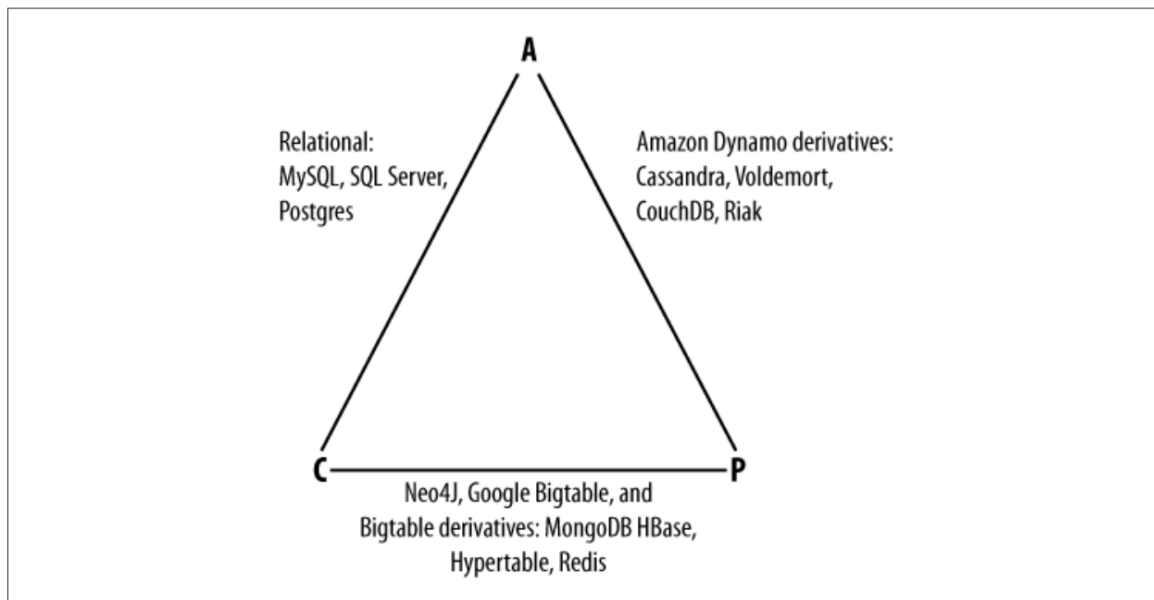 A
Relational:
MySQL, SQL Server,
Postgres
Amazon Dynamo derivatives:
Cassandra, Voldemort,
CouchDB, Riak
C
P
Neo4J, Google Bigtable, and
Bigtable derivatives: MongoDB HBase,
Hypertable, Redis